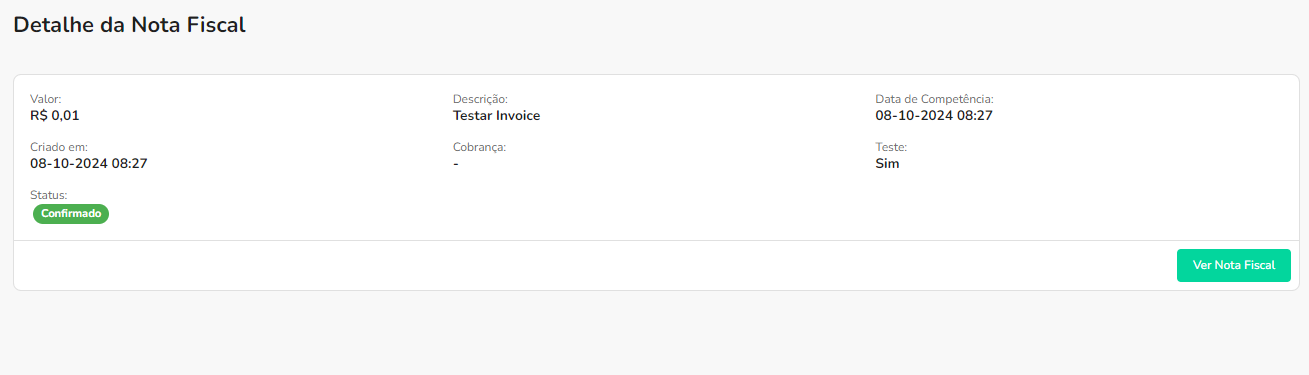 Detalhe da Nota Fiscal
Valor:
R$ 0,01
Descrição:
Testar Invoice
Data de Competência:
08-10-2024 08:27
Criado em:
08-10-2024 08:27
Cobrança:
-
Teste:
Sim
Status:
Confirmado
Ver Nota Fiscal